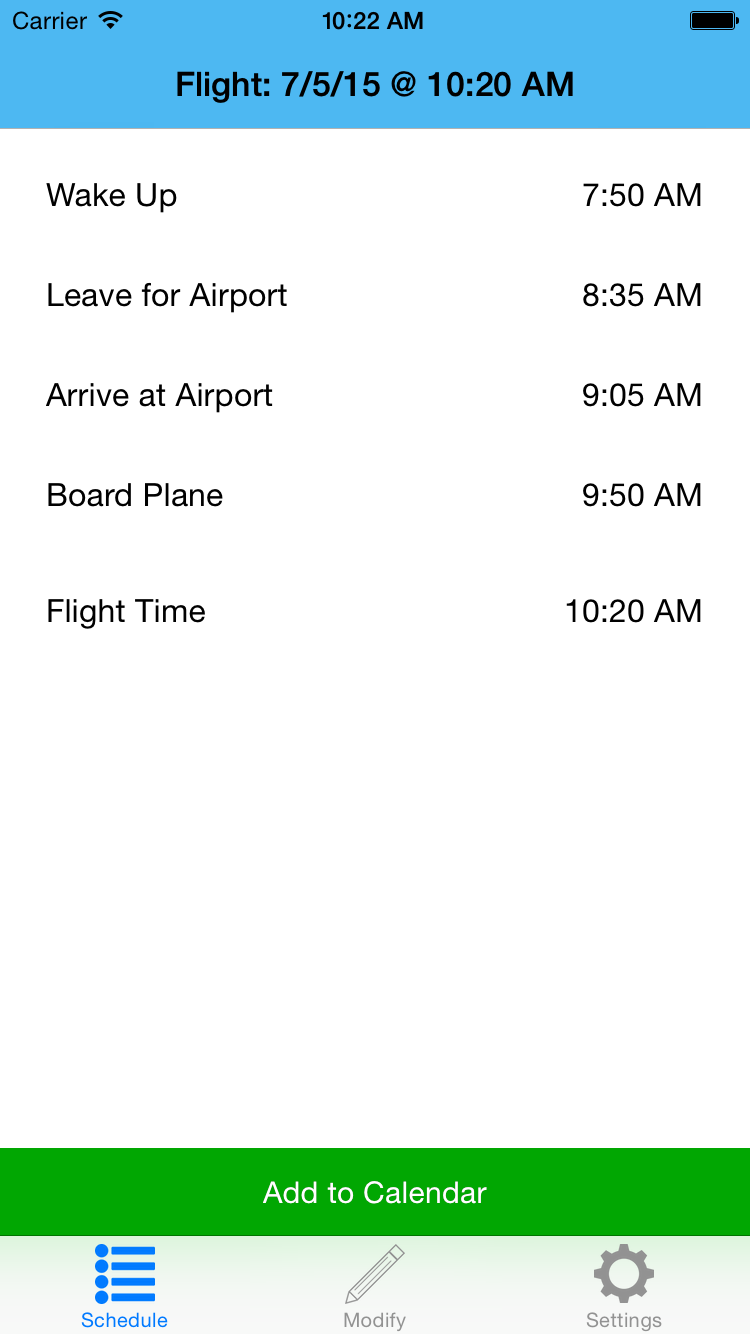 Carrier 10:22 AM
Flight: 7/5/15 @ 10:20 AM
Wake Up 7:50 AM
Leave for Airport 8:35 AM
Arrive at Airport 9:05 AM
Board Plane 9:50 AM
Flight Time 10:20 AM
Add to Calendar
Schedule Modify Settings